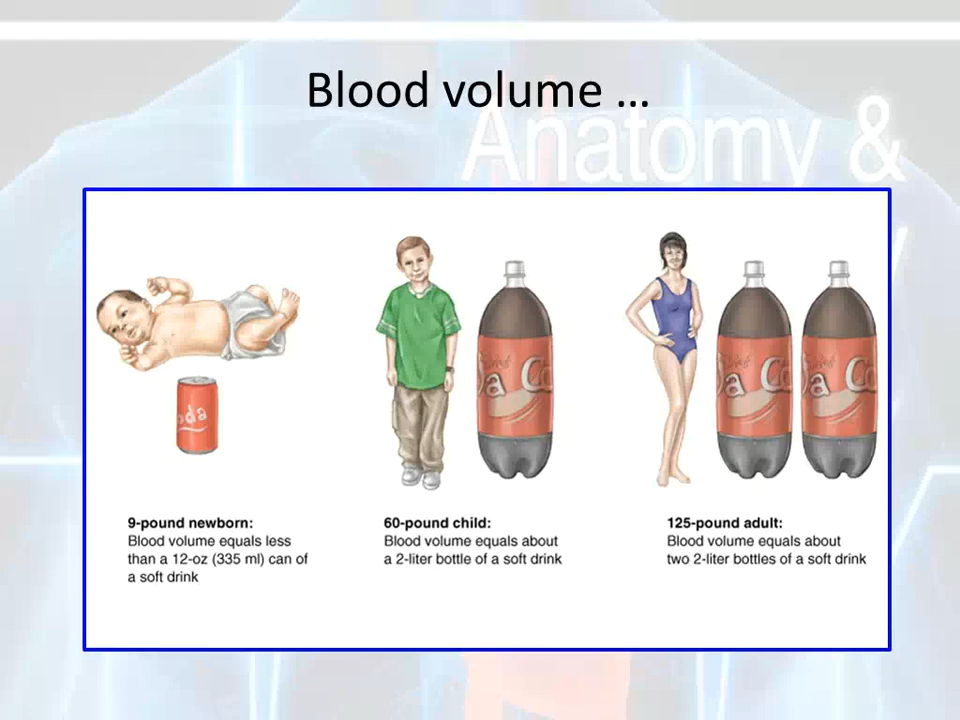 Blood volume ...
Anatomy &
9-pound newborn:
Blood volume equals less
than a 12-oz (335 ml) can of
a soft drink
60-pound child:
Blood volume equals about
a 2-liter bottle of a soft drink
125-pound adult:
Blood volume equals about
two 2-liter bottles of a soft drink